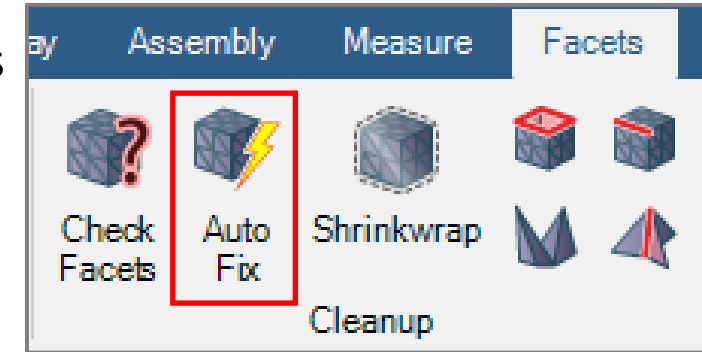 s
ay Assembly Measure Facets
Check Auto Shrinkwrap
Facets Fix
Cleanup